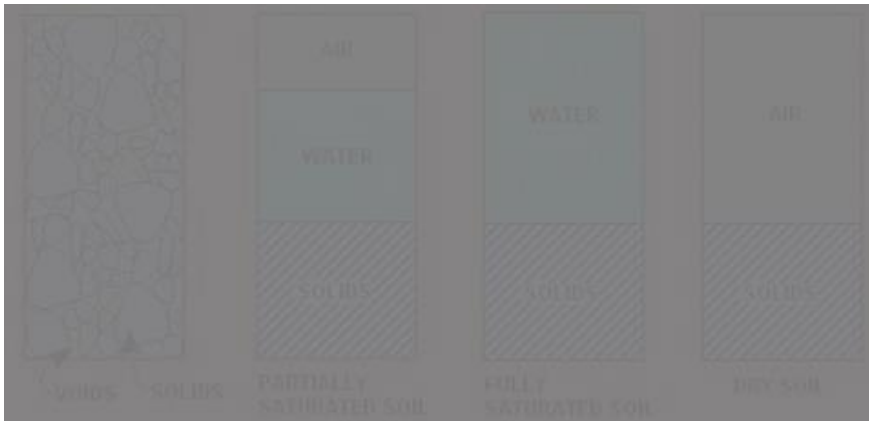 AIR
WATER
SOLIDS
WATER
SOLIDS
AIR
SOLIDS
VOIDS SOLIDS
PARTIALLY
SATURATED SOIL
FULLY
SATURATED SOIL
DRY SOIL